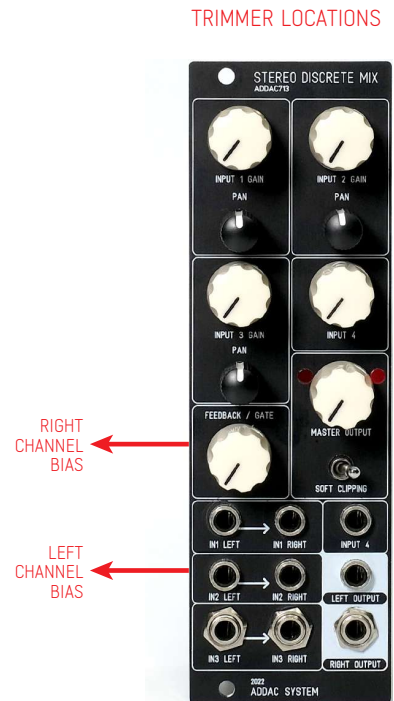 TRIMMER LOCATIONS
STEREO DISCRETE MIX
ADDAC713
INPUT 1 GAIN
INPUT 2 GAIN
PAN
PAN
INPUT 3 GAIN
INPUT 4
PAN
FEEDBACK / GATE
MASTER OUTPUT
SOFT CLIPPING
RIGHT
CHANNEL
BIAS
IN1 LEFT
IN1 RIGHT
INPUT 4
LEFT
CHANNEL
BIAS
IN2 LEFT
IN2 RIGHT
LEFT OUTPUT
IN3 LEFT
IN3 RIGHT
RIGHT OUTPUT
2022
ADDAC SYSTEM